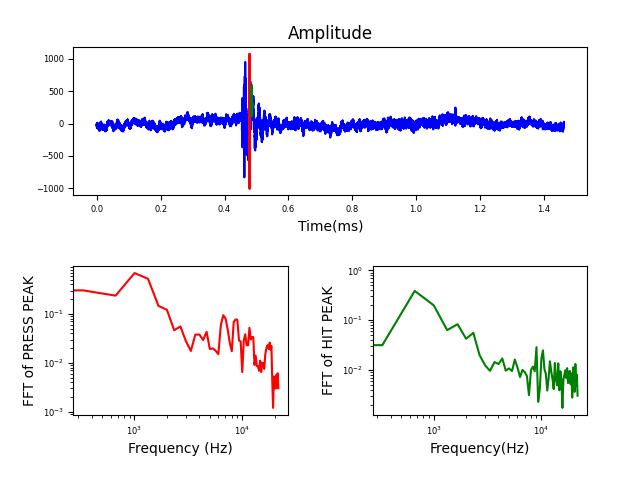 Amplitude
1000
500
0
−500
−1000
0.0 0.2 0.4 0.6 0.8 1.0 1.2 1.4
Time(ms)
FFT of PRESS PEAK
10⁻¹
10⁻²
10⁻³
10³ 10⁴
Frequency (Hz)
FFT of HIT PEAK
10⁰
10⁻¹
10⁻²
10³ 10⁴
Frequency(Hz)